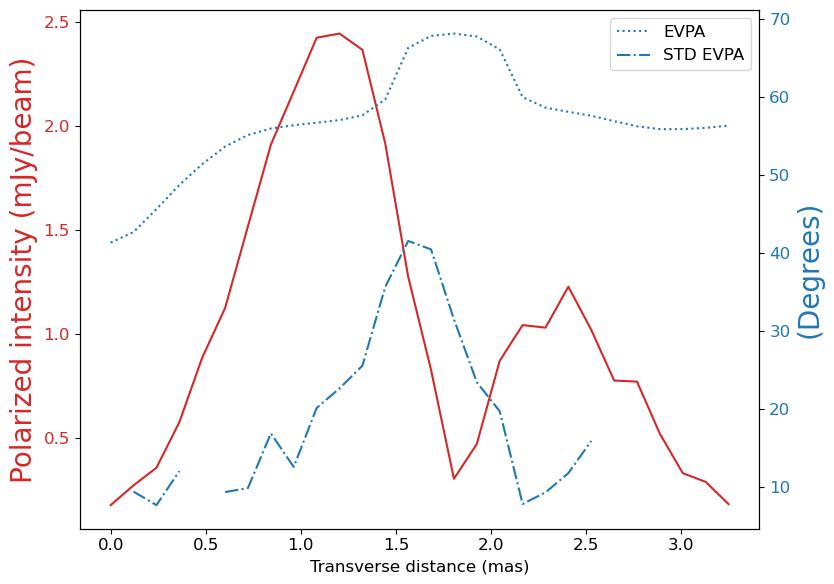 EVPA
STD EVPA
Polarized intensity (mJy/beam)
2.5
2.0
1.5
1.0
0.5
70
60
50
40
30
20
10
(Degrees)
0.0 0.5 1.0 1.5 2.0 2.5 3.0
Transverse distance (mas)